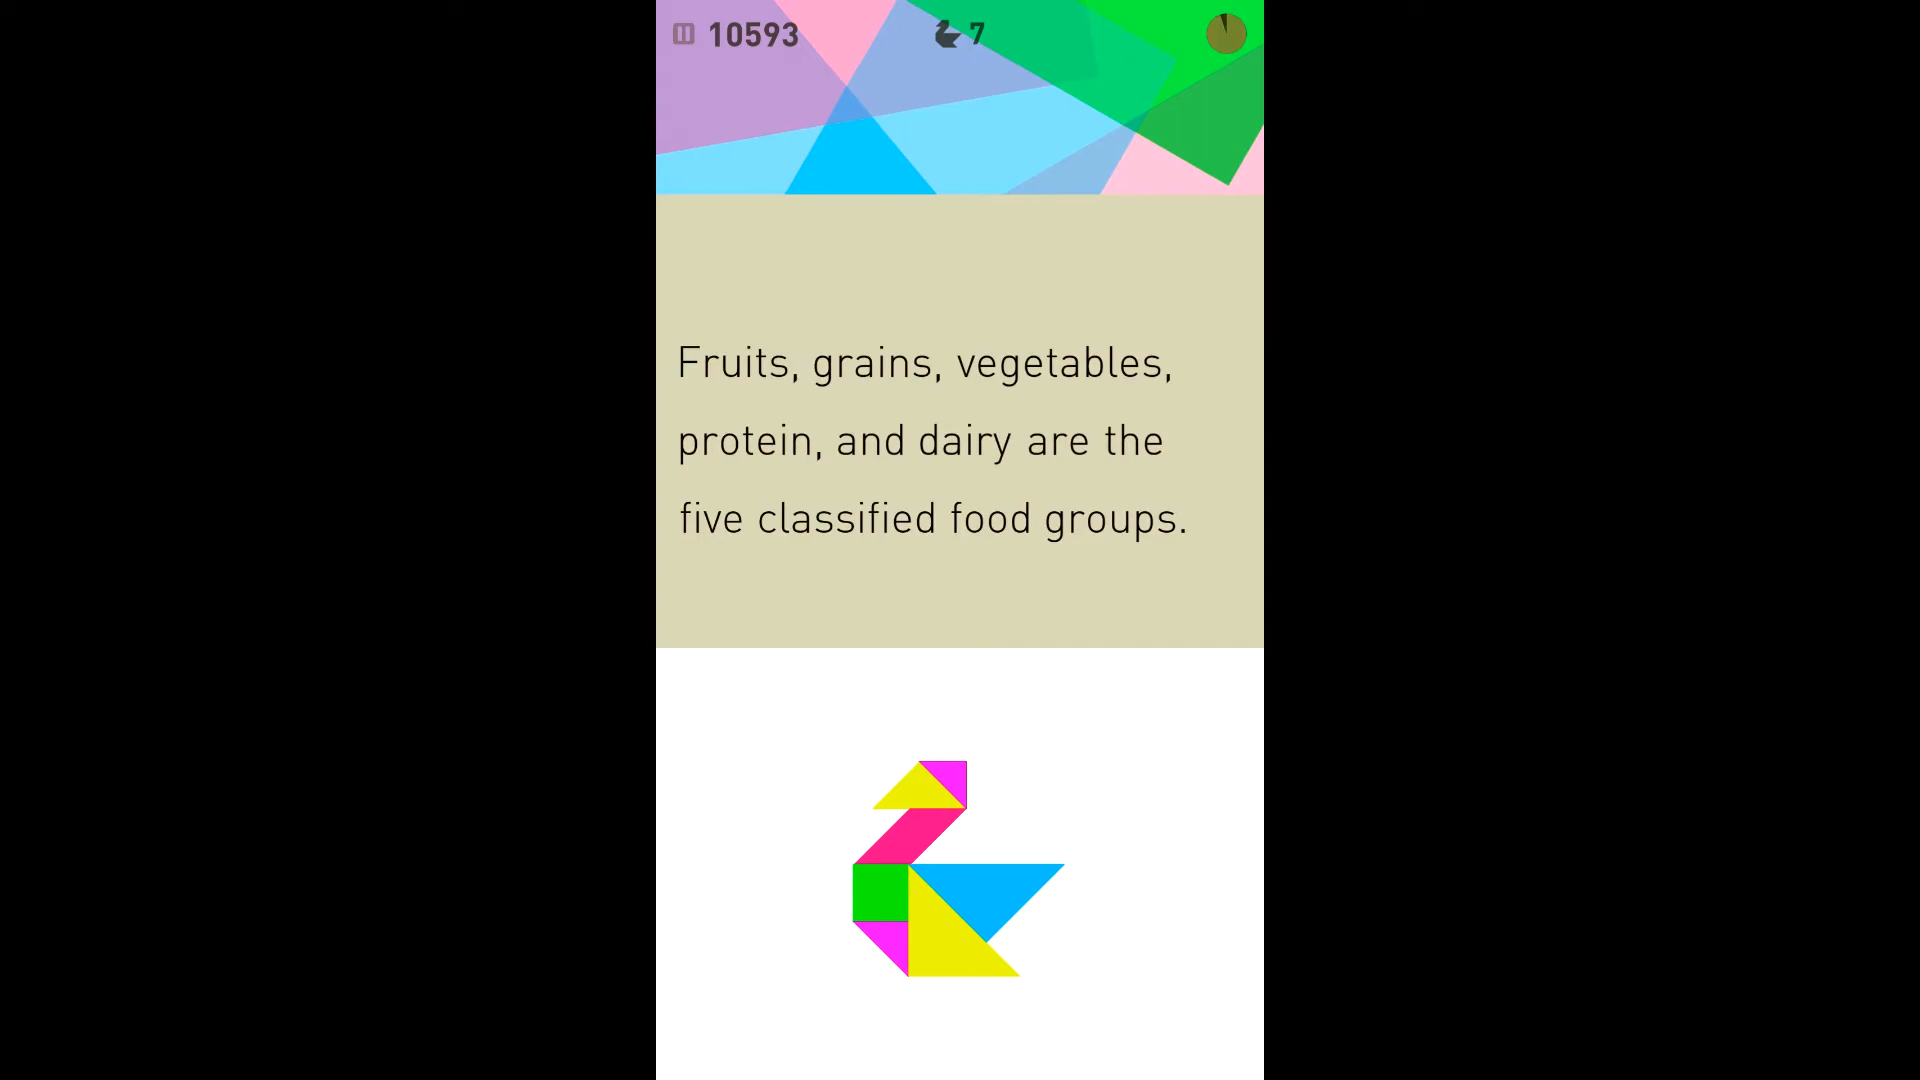 10593
7
Fruits, grains, vegetables,
protein, and dairy are the
five classified food groups.